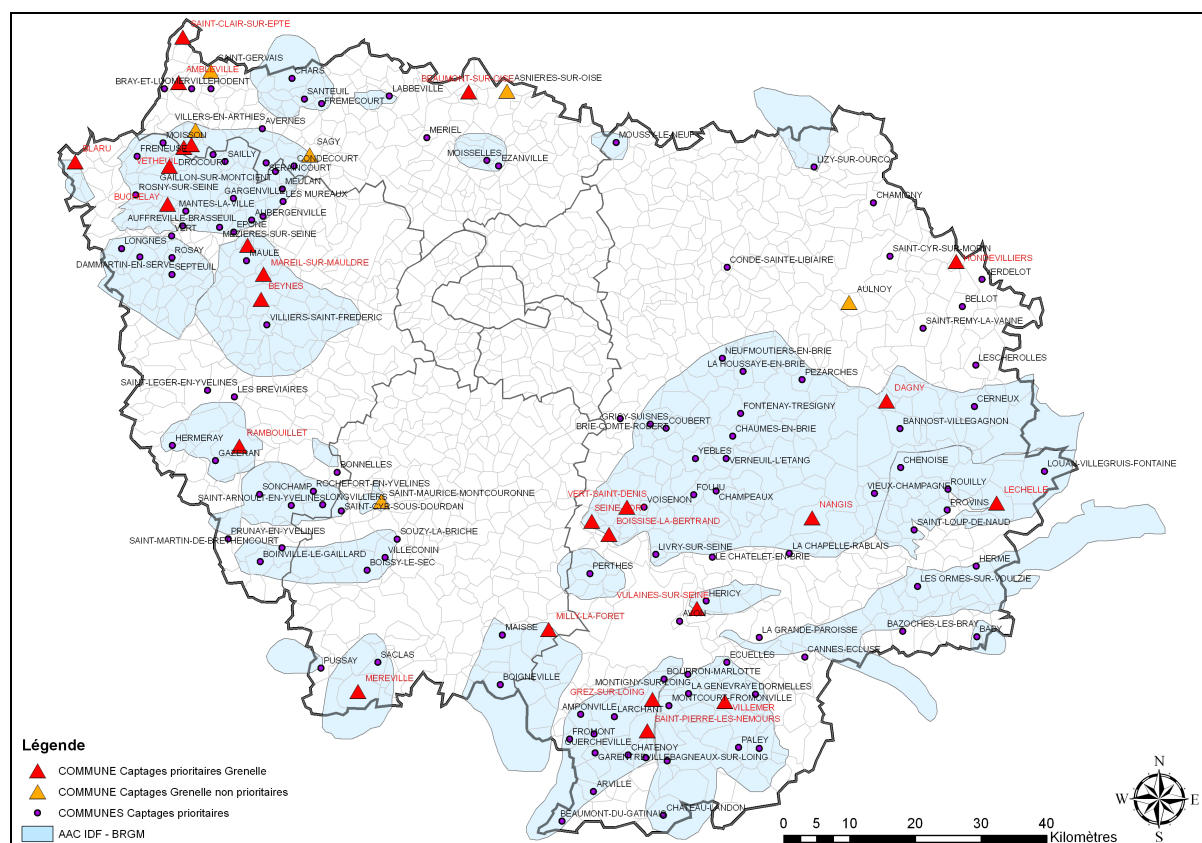 SAINT-CLAIR-SUR-EPTE
SAINT-GERVAIS
AMBLEVILLE
CHARS
BEAUMONT-SUR-OISE
ASNIERES-SUR-OISE
HODENT
SANTEUIL
LABBEVILLE
FREMECOURT
VILLERS-EN-ARTHIES
AVERNES
MERIEL
MOUSSY-LE-NEUF
MOISSON
SAGY
FRENEUSE
BLARU
VETHEUIL
DROCOURT
SAILLY
CONDECOURT
SERAINCOURT
MOISSELLES
EZANVILLE
LIZY-SUR-OURCQ
GAILLON-SUR-MONTCIENT
MEULAN
ROSNY-SUR-SEINE
BUCHELAY
GARGENVILLE
LES MUREAUX
CHAMIGNY
MANTES-LA-VILLE
AUFFREVILLE-BRASSEUIL
AUBERGENVILLE
VERT
EPONE
MEZIERES-SUR-SEINE
LONGNES
ROSAY
MAULE
SAINT-CYR-SUR-MORIN
HONDEVILLIERS
DAMMARTIN-EN-SERVE
SEPTEUIL
MAREIL-SUR-MAULDRE
CONDE-SAINTE-LIBIAIRE
VERDELOT
BEYNES
AULNOY
BELLOT
VILLIERS-SAINT-FREDERIC
SAINT-REMY-LA-VANNE
NEUFMOUTIERS-EN-BRIE
LA HOUSSAYE-EN-BRIE
LESCHEROLLES
PEZARCHES
SAINT-LEGER-EN-YVELINES
LES BREVIAIRES
DAGNY
CERNEUX
GRISY-SUISNES
FONTENAY-TRESIGNY
BRIE-COMTE-ROBERT
COUBERT
BANNOST-VILLEGAGNON
HERMERAY
RAMBOUILLET
CHAUMES-EN-BRIE
GAZERAN
YEBLES
VERNEUIL-L'ETANG
CHENOISE
BONNELLES
LOUAN-VILLEGRUIS-FONTAINE
SONCHAMP
ROCHEFORT-EN-YVELINES
SAINT-ARNOULT-EN-YVELINES
LONGVILLIERS
SAINT-MAURICE-MONTCOURONNE
VERT-SAINT-DENIS
FOUJU
CHAMPEAUX
VIEUX-CHAMPAGNE
ROUILLY
LECHELLE
SAINT-CYR-SOUS-DOURDAN
SEINE-PORT
VOISENON
NANGIS
PROVINS
BOISSISE-LA-BERTRAND
SAINT-LOUP-DE-NAUD
PRUNAY-EN-YVELINES
SAINT-MARTIN-DE-BRETHENCOURT
SOUZY-LA-BRICHE
BOINVILLE-LE-GAILLARD
VILLECONIN
LIVRY-SUR-SEINE
LE CHATELET-EN-BRIE
LA CHAPELLE-RABLAIS
BOISSY-LE-SEC
PERTHES
HERME
LES ORMES-SUR-VOULZIE
VULAINES-SUR-SEINE
HERICY
AVON
MILLY-LA-FORET
MAISSE
LA GRANDE-PAROISSE
BAZOCHES-LES-BRAY
BABY
PUSSAY
SACLAS
CANNES-ECLUSE
ECUELLES
BOURRON-MARLOTTE
BOIGNEVILLE
MEREVILLE
MONTIGNY-SUR-LOING
LA GENEVRAYE
DORMELLES
GREZ-SUR-LOING
MONTCOURT-FROMONVILLE
VILLEMER
AMPONVILLE
LARCHANT
SAINT-PIERRE-LES-NEMOURS
FROMONT
GUERCHEVILLE
CHATENOY
PALEY
GARENTREVILLE
BAGNEAUX-SUR-LOING
ARVILLE
CHATEAU-LANDON
BEAUMONT-DU-GATINAIS
Légende
COMMUNE Captages prioritaires Grenelle
COMMUNE Captages Grenelle non prioritaires
COMMUNES Captages prioritaires
AAC IDF - BRGM
N
W
E
S
0 5 10 20 30 40
Kilomètres